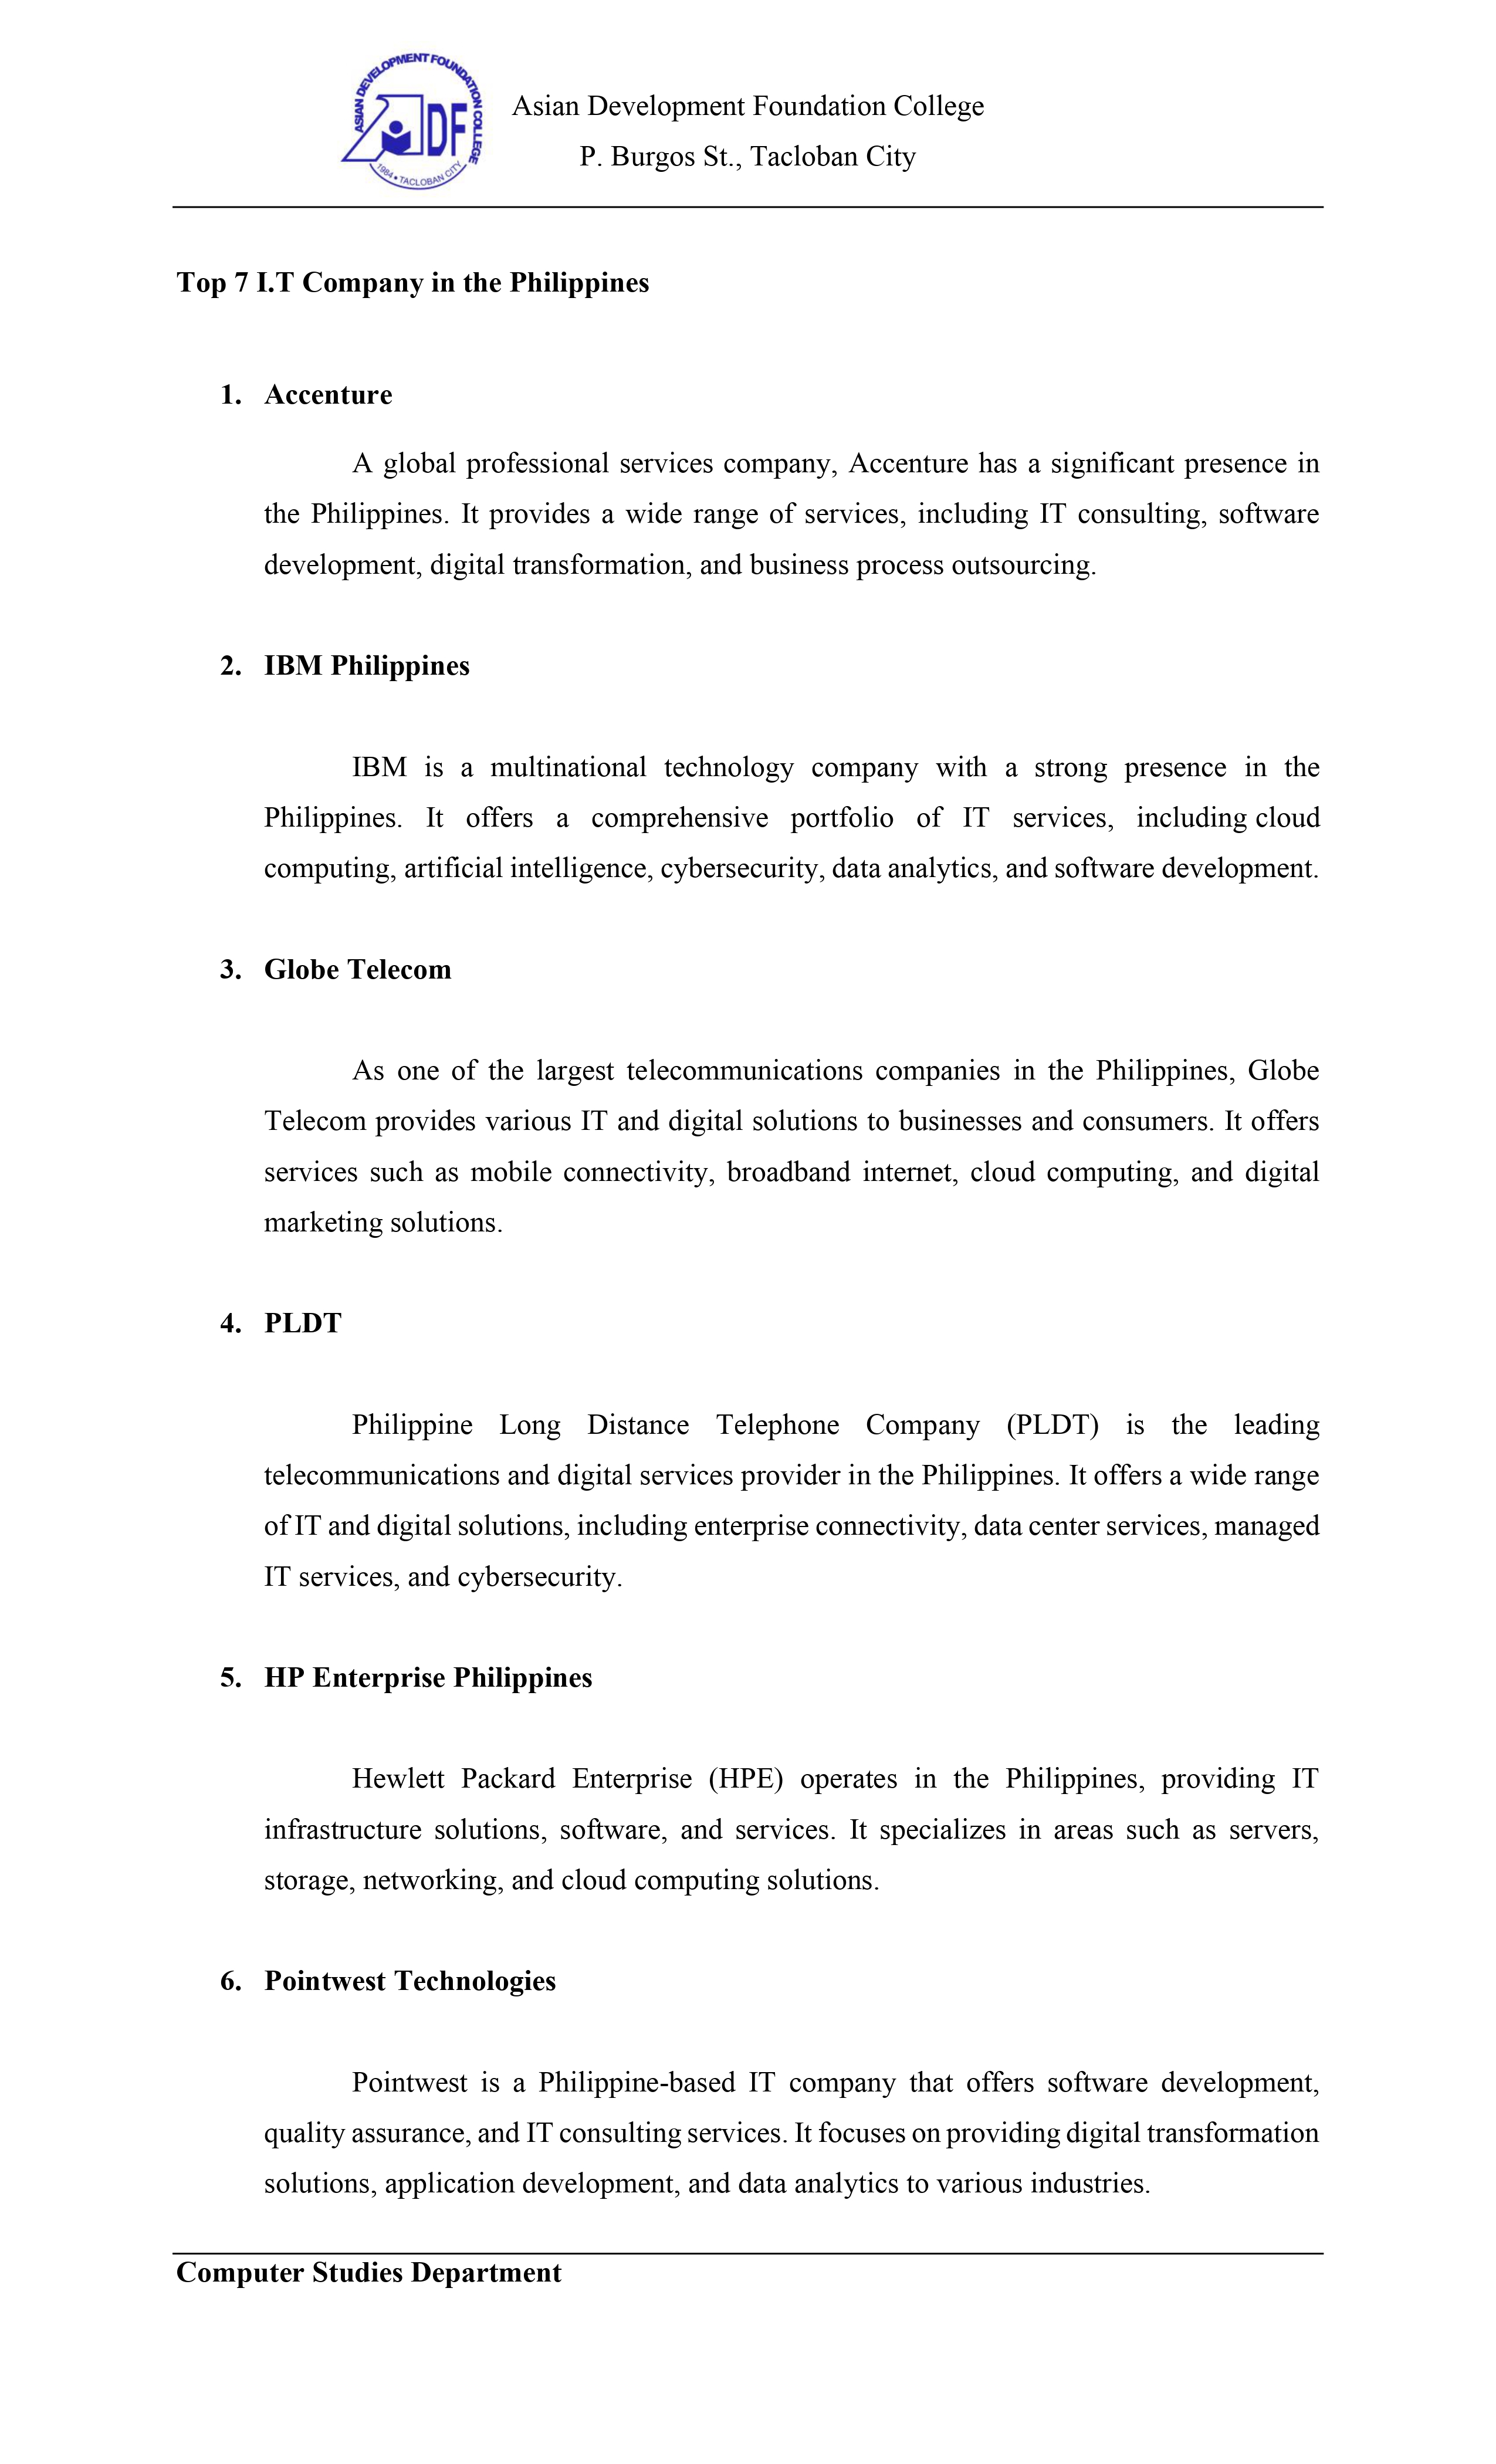 ASIAN DEVELOPMENT FOUNDATION COLLEGE
ADF
1984 • TACLOBAN CITY
Asian Development Foundation College
P. Burgos St., Tacloban City
Top 7 I.T Company in the Philippines
1. Accenture
A global professional services company, Accenture has a significant presence in
the Philippines. It provides a wide range of services, including IT consulting, software
development, digital transformation, and business process outsourcing.
2. IBM Philippines
IBM is a multinational technology company with a strong presence in the
Philippines. It offers a comprehensive portfolio of IT services, including cloud
computing, artificial intelligence, cybersecurity, data analytics, and software development.
3. Globe Telecom
As one of the largest telecommunications companies in the Philippines, Globe
Telecom provides various IT and digital solutions to businesses and consumers. It offers
services such as mobile connectivity, broadband internet, cloud computing, and digital
marketing solutions.
4. PLDT
Philippine Long Distance Telephone Company (PLDT) is the leading
telecommunications and digital services provider in the Philippines. It offers a wide range
of IT and digital solutions, including enterprise connectivity, data center services, managed
IT services, and cybersecurity.
5. HP Enterprise Philippines
Hewlett Packard Enterprise (HPE) operates in the Philippines, providing IT
infrastructure solutions, software, and services. It specializes in areas such as servers,
storage, networking, and cloud computing solutions.
6. Pointwest Technologies
Pointwest is a Philippine-based IT company that offers software development,
quality assurance, and IT consulting services. It focuses on providing digital transformation
solutions, application development, and data analytics to various industries.
Computer Studies Department